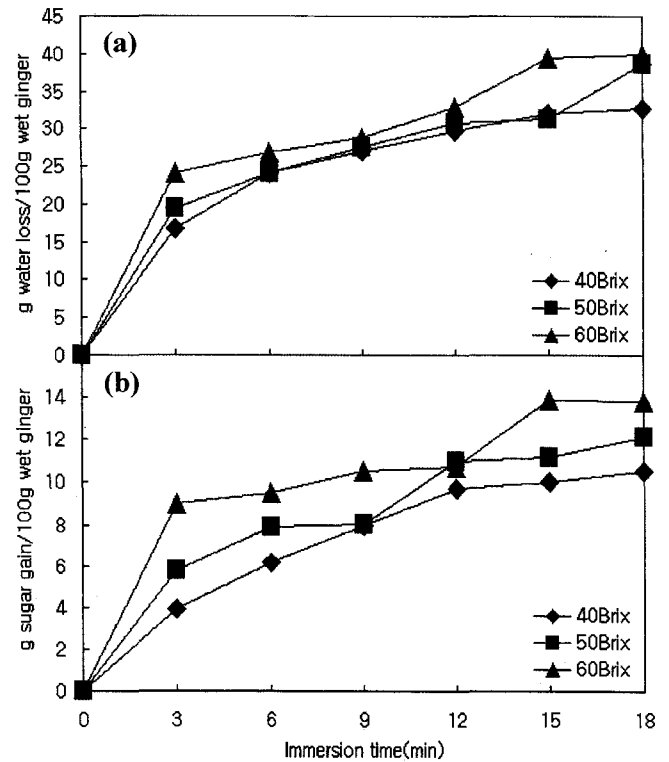 (a)
45
40
35
30
25
20
15
10
5
0
g water loss/100g wet ginger
40Brix
50Brix
60Brix
(b)
14
12
10
8
6
4
2
0
g sugar gain/100g wet ginger
40Brix
50Brix
60Brix
0 3 6 9 12 15 18
Immersion time(min)